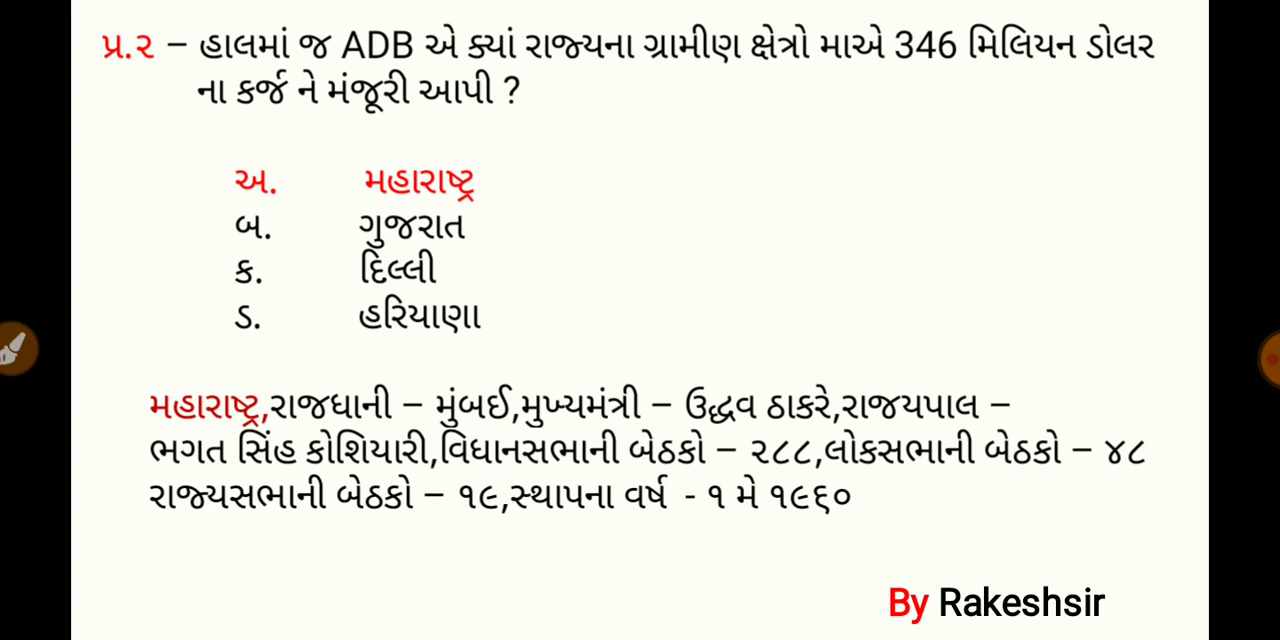 પ્ર.૨ – હાલમાં જ ADB એ ક્યાં રાજ્યના ગ્રામીણ ક્ષેત્રો માએ 346 મિલિયન ડોલર
ના કર્જ ને મંજૂરી આપી ?
અ. મહારાષ્ટ્ર
બ. ગુજરાત
ક. દિલ્લી
ડ. હરિયાણા
મહારાષ્ટ્ર,રાજધાની – મુંબઈ,મુખ્યમંત્રી – ઉદ્ધવ ઠાકરે,રાજયપાલ –
ભગત સિંહ કોશિયારી,વિધાનસભાની બેઠકો – ૨૮૮,લોકસભાની બેઠકો – ૪૮
રાજ્યસભાની બેઠકો – ૧૯,સ્થાપના વર્ષ - ૧ મે ૧૯૬૦
By Rakeshsir